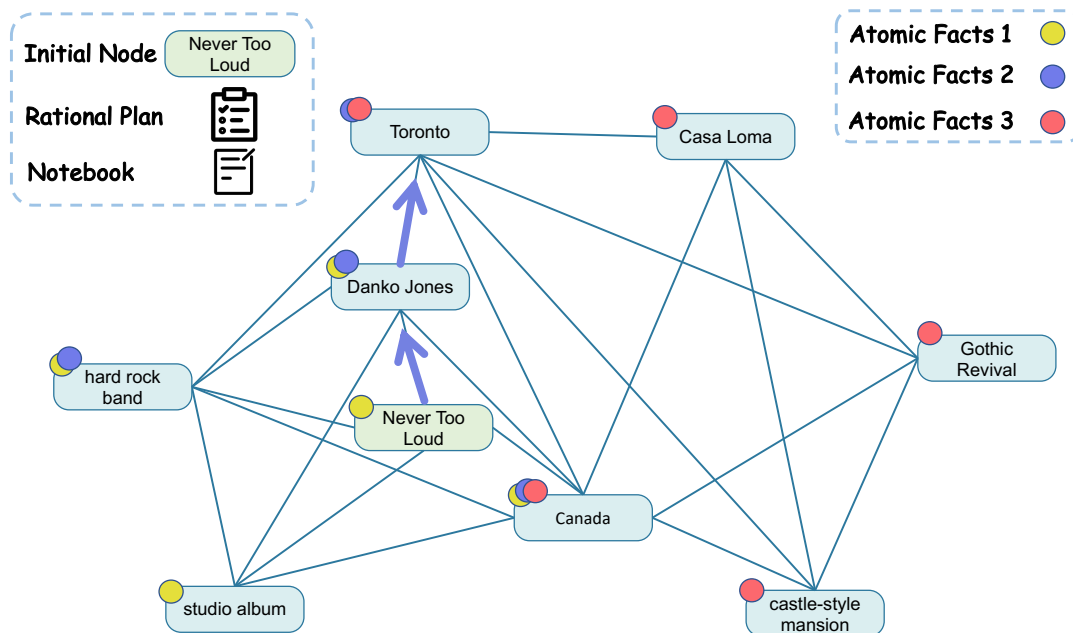 Initial Node
Never Too
Loud
Rational Plan
Notebook
Atomic Facts 1
Atomic Facts 2
Atomic Facts 3
Toronto
Casa Loma
Danko Jones
Gothic
Revival
hard rock
band
Never Too
Loud
Canada
studio album
castle-style
mansion